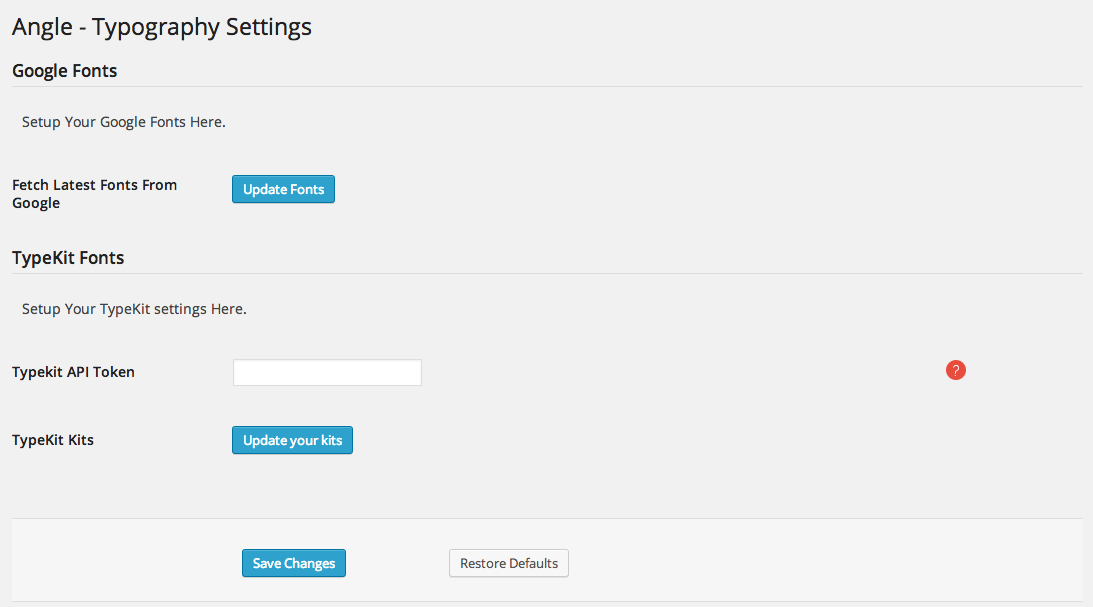 Angle - Typography Settings
Google Fonts
Setup Your Google Fonts Here.
Fetch Latest Fonts From
Google
Update Fonts
TypeKit Fonts
Setup Your TypeKit settings Here.
Typekit API Token
?
TypeKit Kits
Update your kits
Save Changes
Restore Defaults